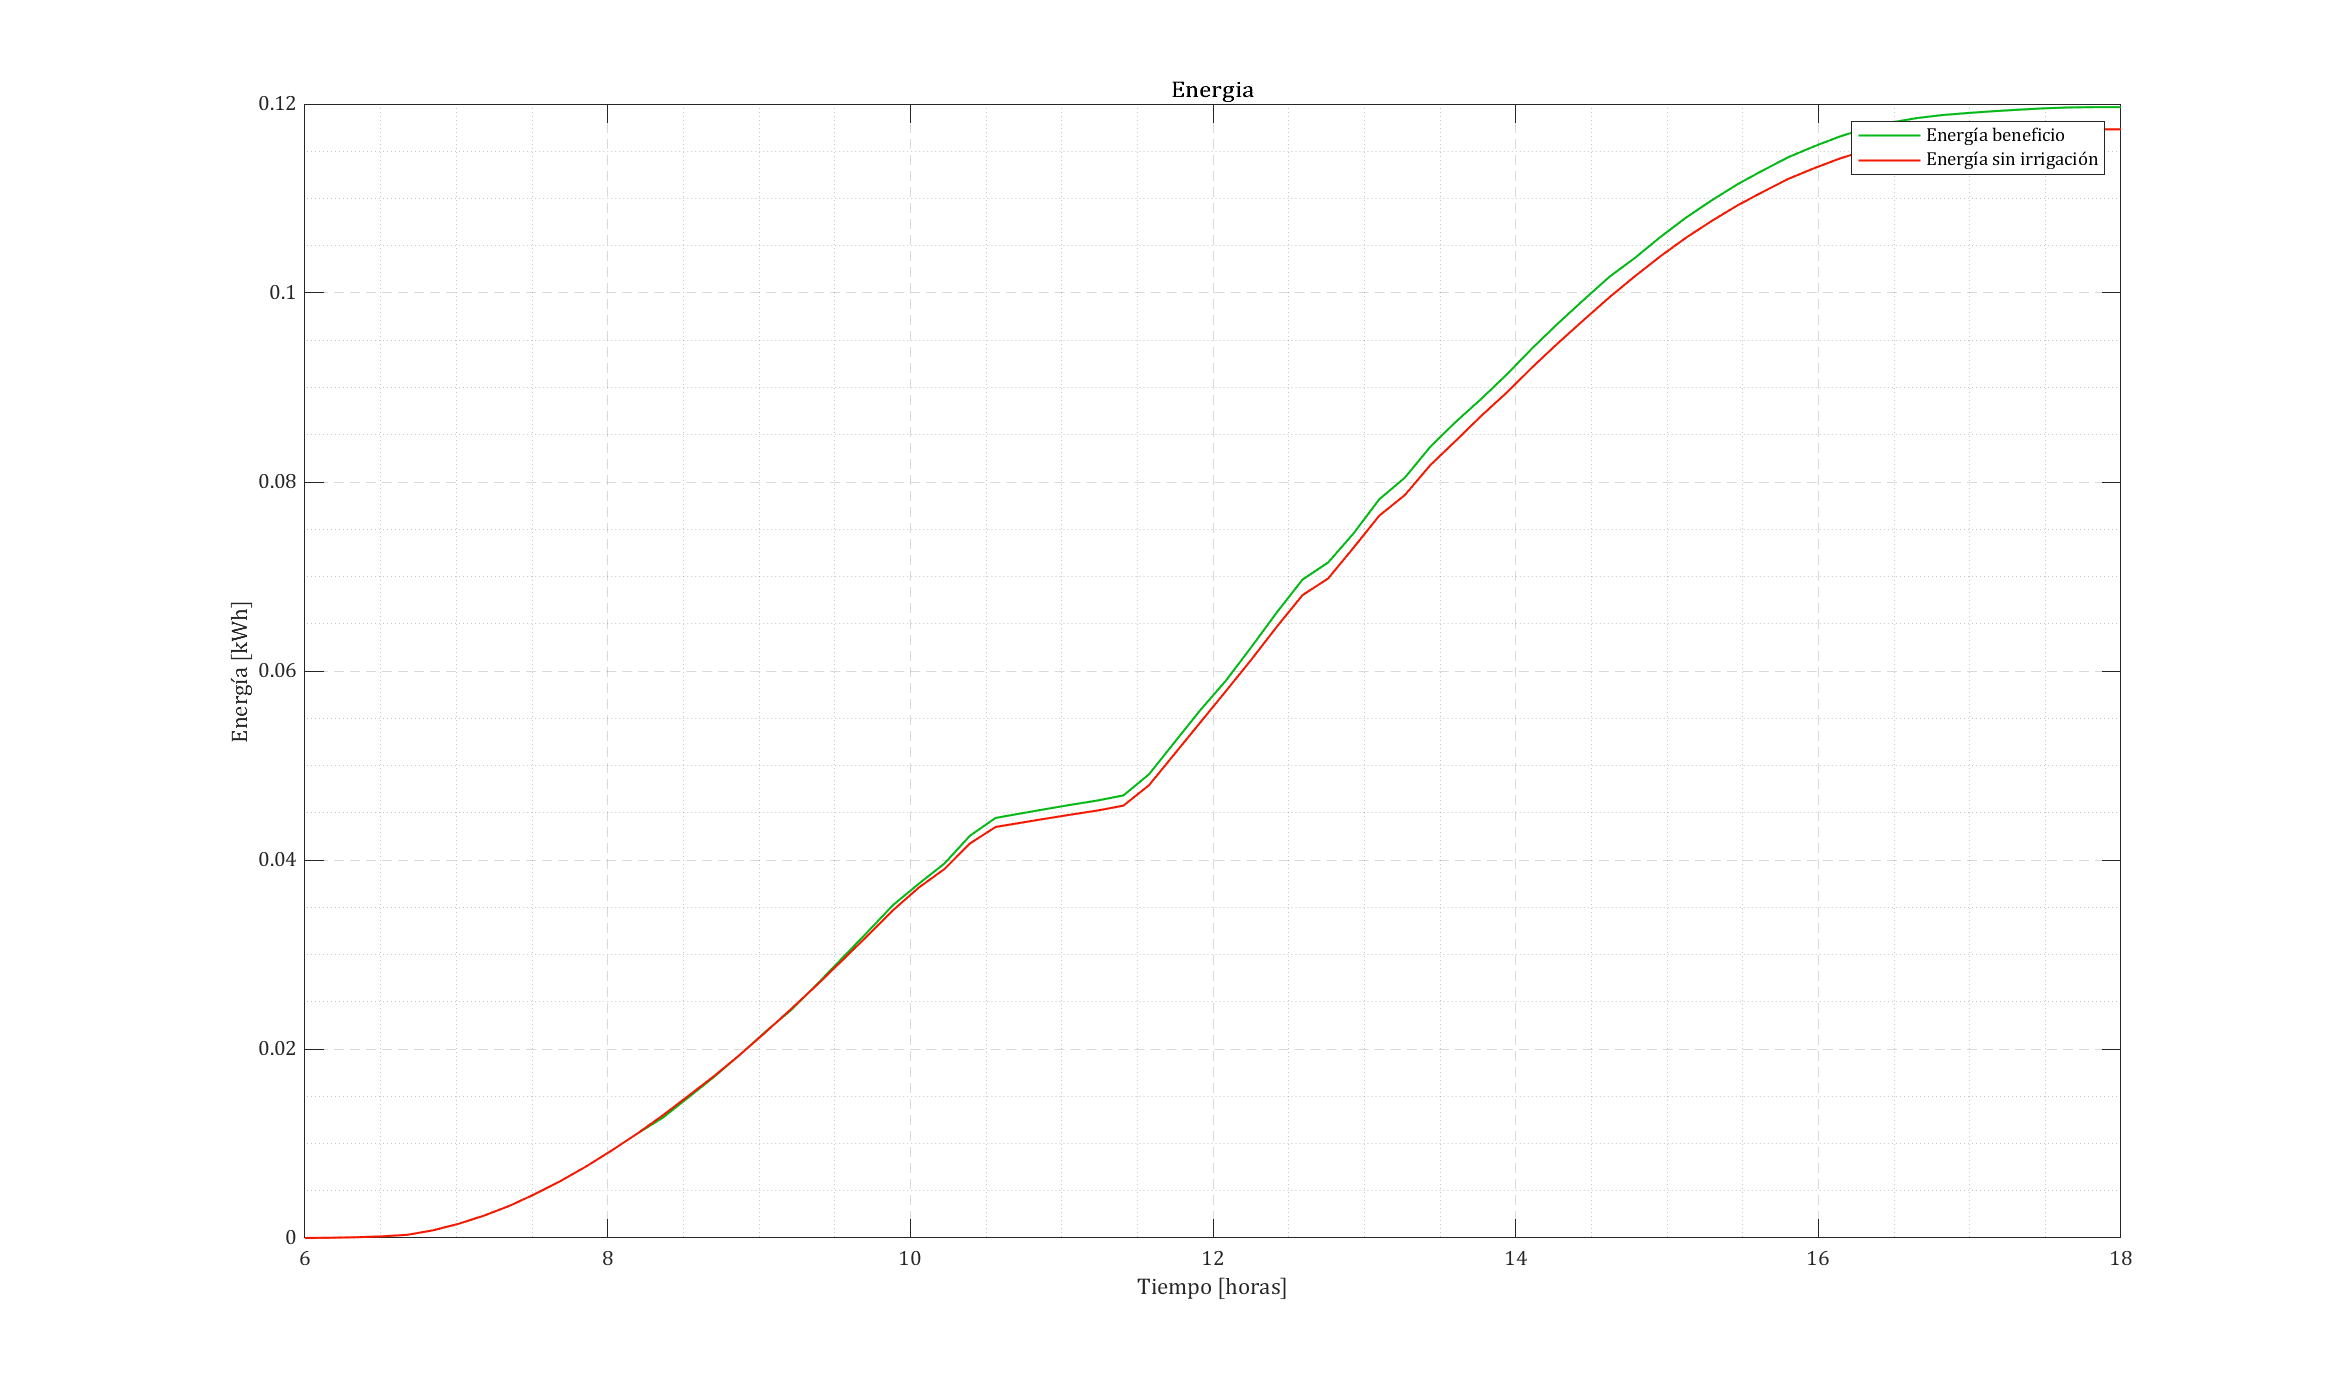 Energia
0.12
0.1
0.08
0.06
0.04
0.02
0
Energía [kWh]
Energía beneficio
Energía sin irrigación
6 8 10 12 14 16 18
Tiempo [horas]